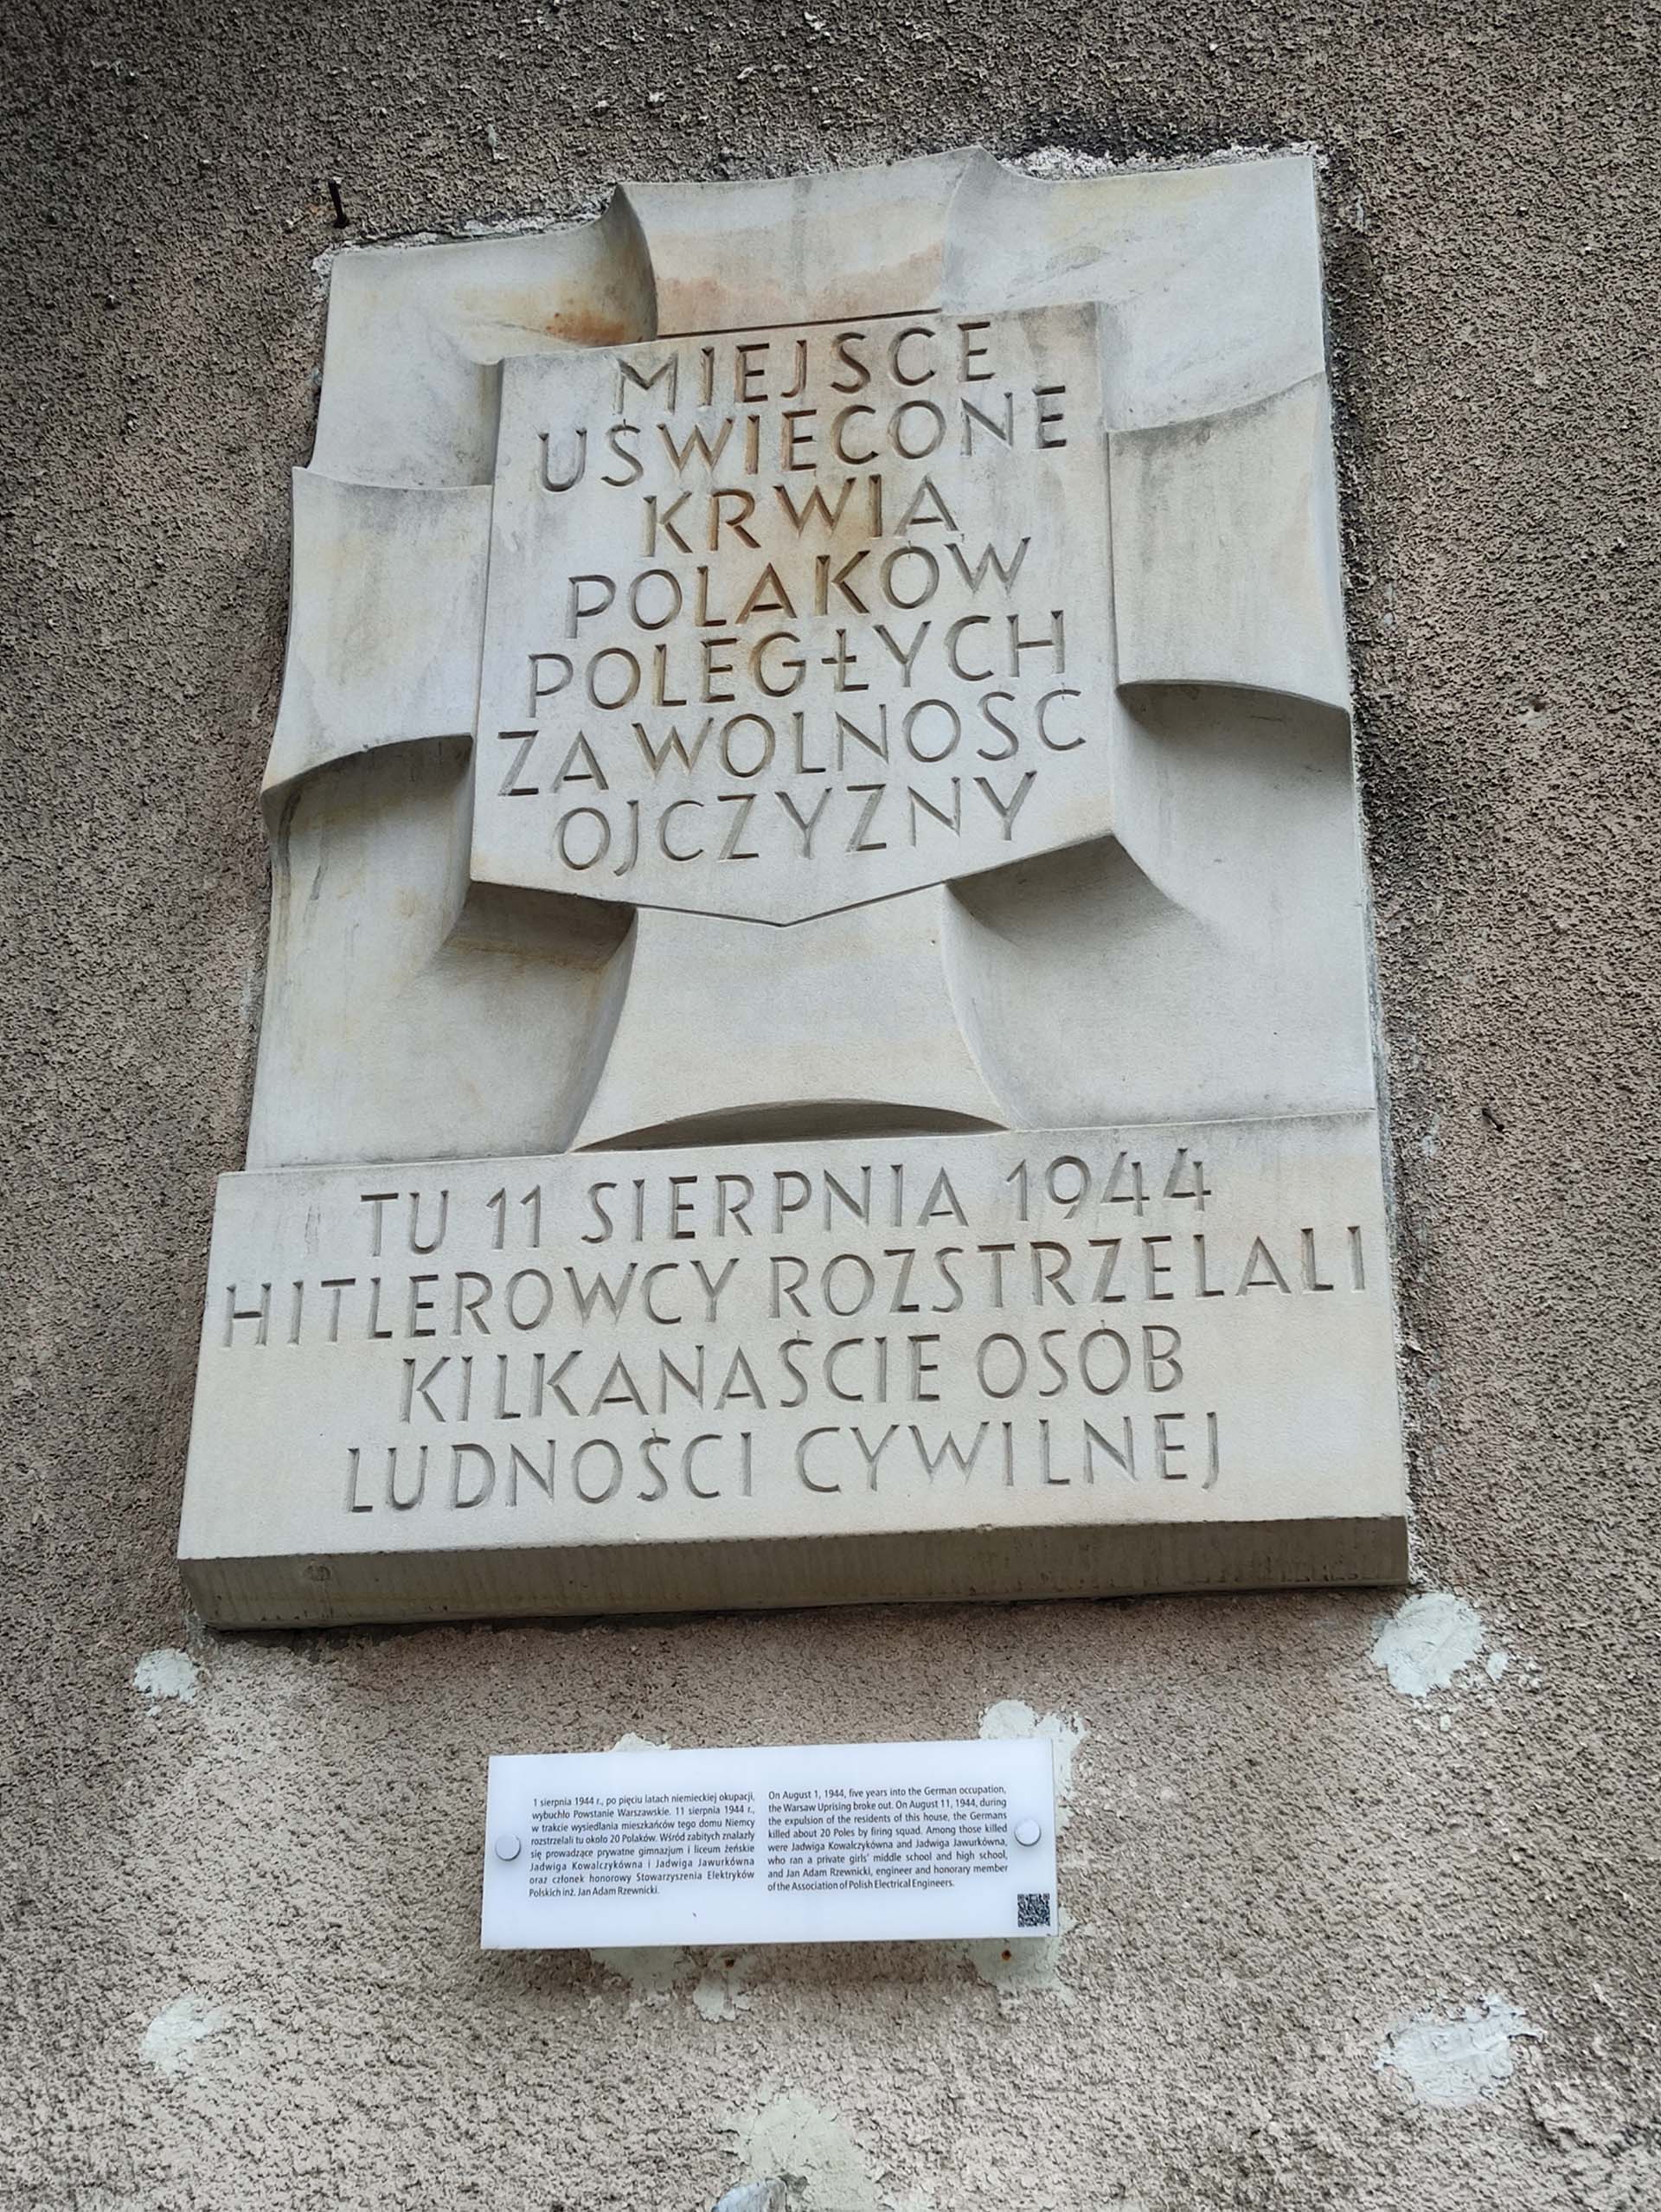 MIEJSCE
UŚWIĘCONE
KRWIĄ
POLAKÓW
POLEGŁYCH
ZA WOLNOŚĆ
OJCZYZNY
TU 11 SIERPNIA 1944
HITLEROWCY ROZSTRZELALI
KILKANAŚCIE OSÓB
LUDNOŚCI CYWILNEJ
1 sierpnia 1944 r., po pięciu latach niemieckiej okupacji,
wybuchło Powstanie Warszawskie. 11 sierpnia 1944 r.,
w trakcie wysiedlania mieszkańców tego domu Niemcy
rozstrzelali tu około 20 Polaków. Wśród zabitych znalazły
się prowadzące prywatne gimnazjum i liceum żeńskie
Jadwiga Kowalczykówna i Jadwiga Jawurkówna
oraz członek honorowy Stowarzyszenia Elektryków
Polskich inż. Jan Adam Rzewnicki.
On August 1, 1944, five years into the German occupation,
the Warsaw Uprising broke out. On August 11, 1944, during
the expulsion of the residents of this house, the Germans
killed about 20 Poles by firing squad. Among those killed
were Jadwiga Kowalczykówna and Jadwiga Jawurkówna,
who ran a private girls' middle school and high school,
and Jan Adam Rzewnicki, engineer and honorary member
of the Association of Polish Electrical Engineers.